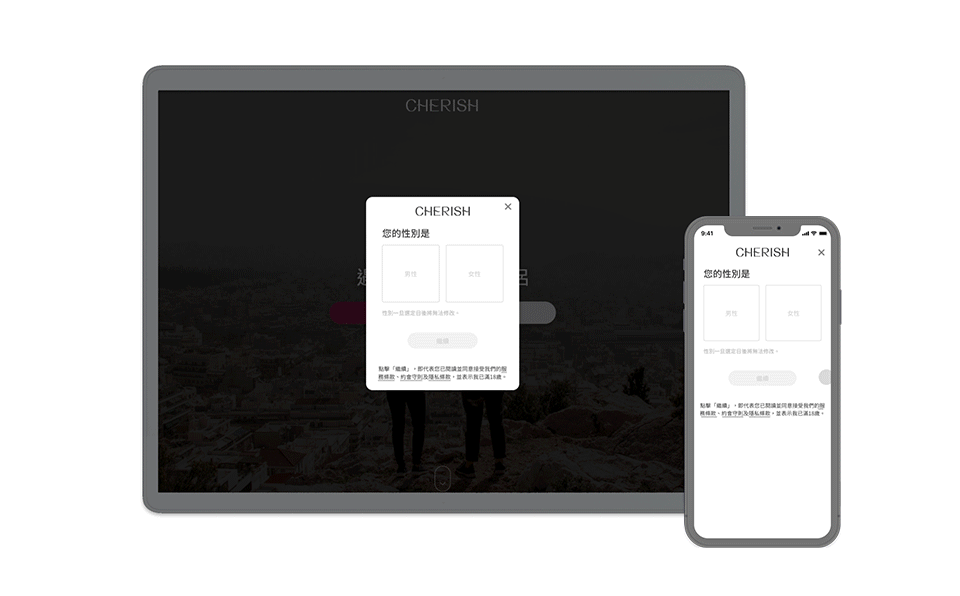 CHERISH
CHERISH
您的性別是
男性
女性
性別一旦選定日後將無法修改。
繼續
點擊「繼續」,即代表您已閱讀並同意接受我們的服
務條款、約會守則及隱私條款,並表示我已滿18歲。
9:41
CHERISH
您的性別是
男性
女性
性別一旦選定日後將無法修改。
繼續
點擊「繼續」,即代表您已閱讀並同意接受我們的服
務條款、約會守則及隱私條款,並表示我已滿18歲。